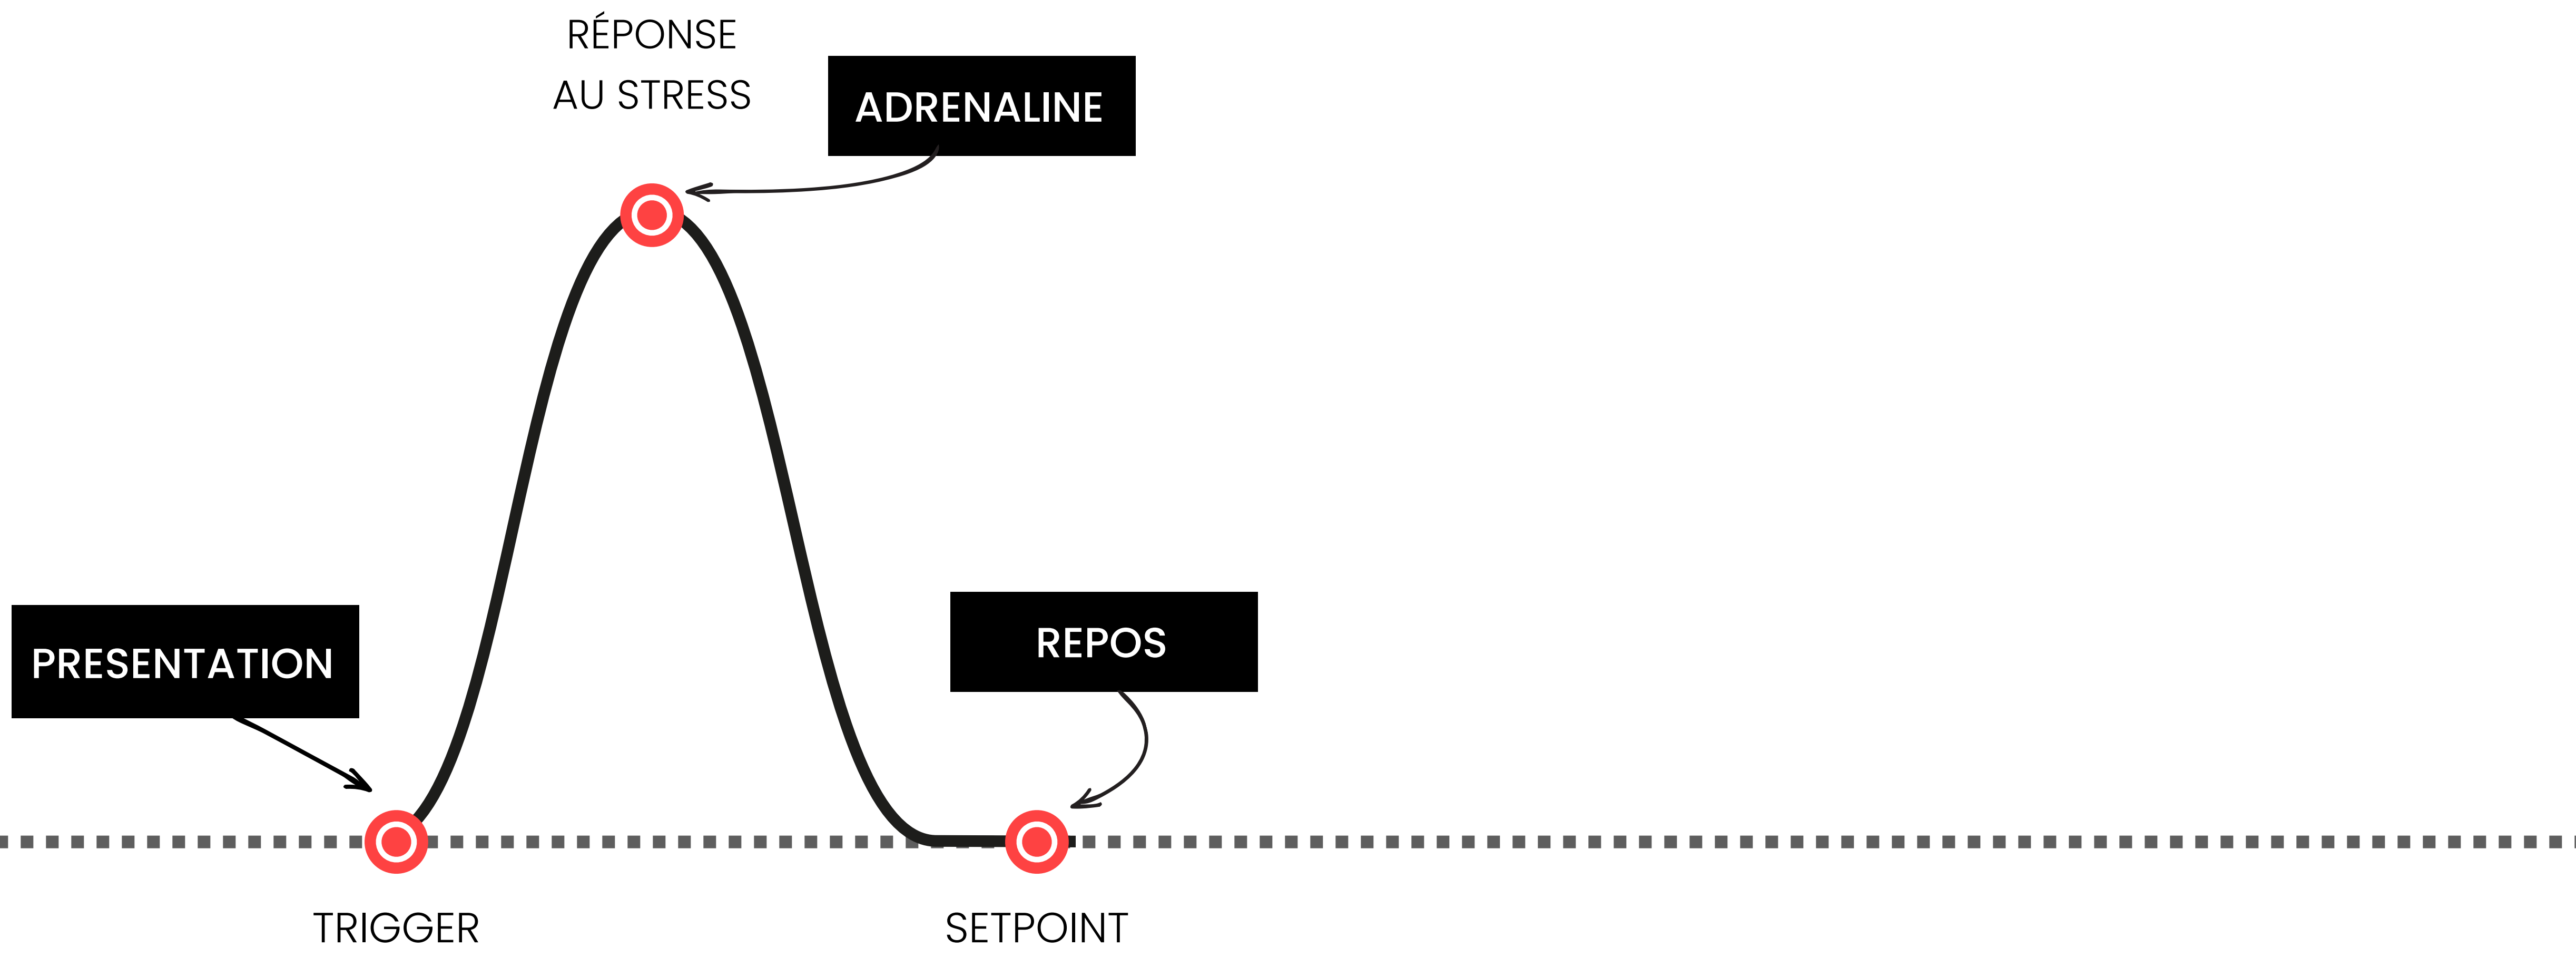 RÉPONSE
AU STRESS
ADRENALINE
PRESENTATION
REPOS
TRIGGER
SETPOINT